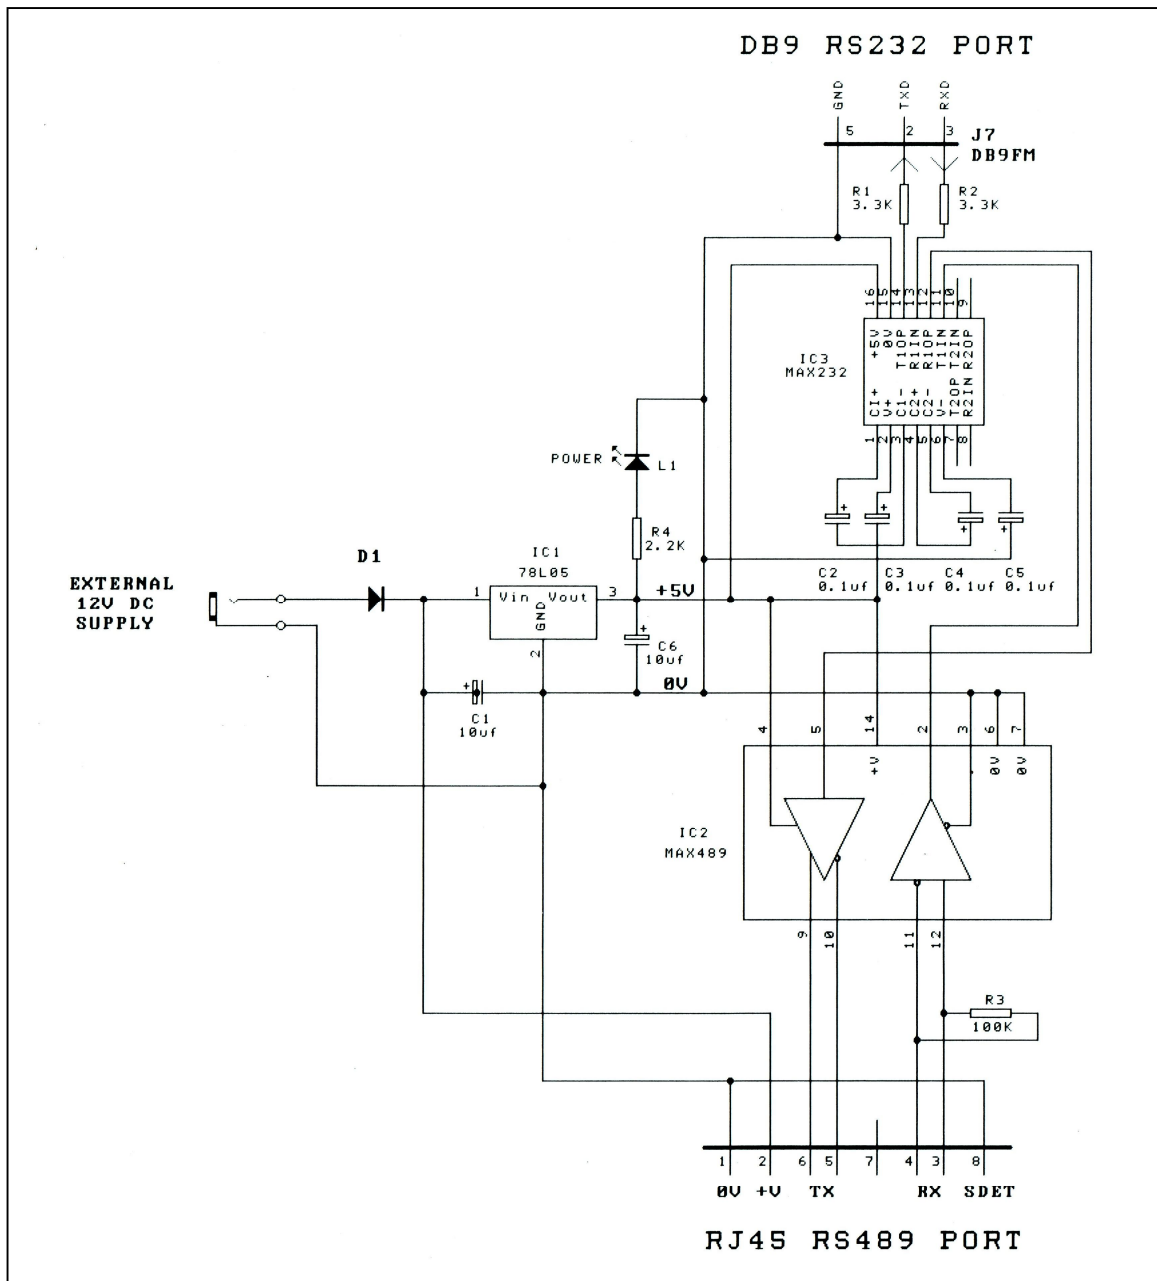 DB9 RS232 PORT
GND
TXD
RXD
5
2
3
J7
DB9FM
R1
3.3K
R2
3.3K
16
15
14
13
12
11
10
9
+5V
0V
T1OP
R1IN
R1OP
T1IN
T2IN
R2OP
IC3
MAX232
CI+
V+
C1-
C2+
C2-
V-
T2OP
R2IN
1
2
3
4
5
6
7
8
POWER
L1
R4
2.2K
+
+
+
+
C2
0.1uf
C3
0.1uf
C4
0.1uf
C5
0.1uf
D1
IC1
78L05
EXTERNAL
12V DC
SUPPLY
1
Vin
Vout
GND
3
2
+5V
+
C6
10uf
0V
+
C1
10uf
4
5
14
2
3
6
7
+V
0V
0V
IC2
MAX489
9
10
11
12
R3
100K
1
2
6
5
7
4
3
8
0V
+V
TX
RX
SDET
RJ45 RS489 PORT